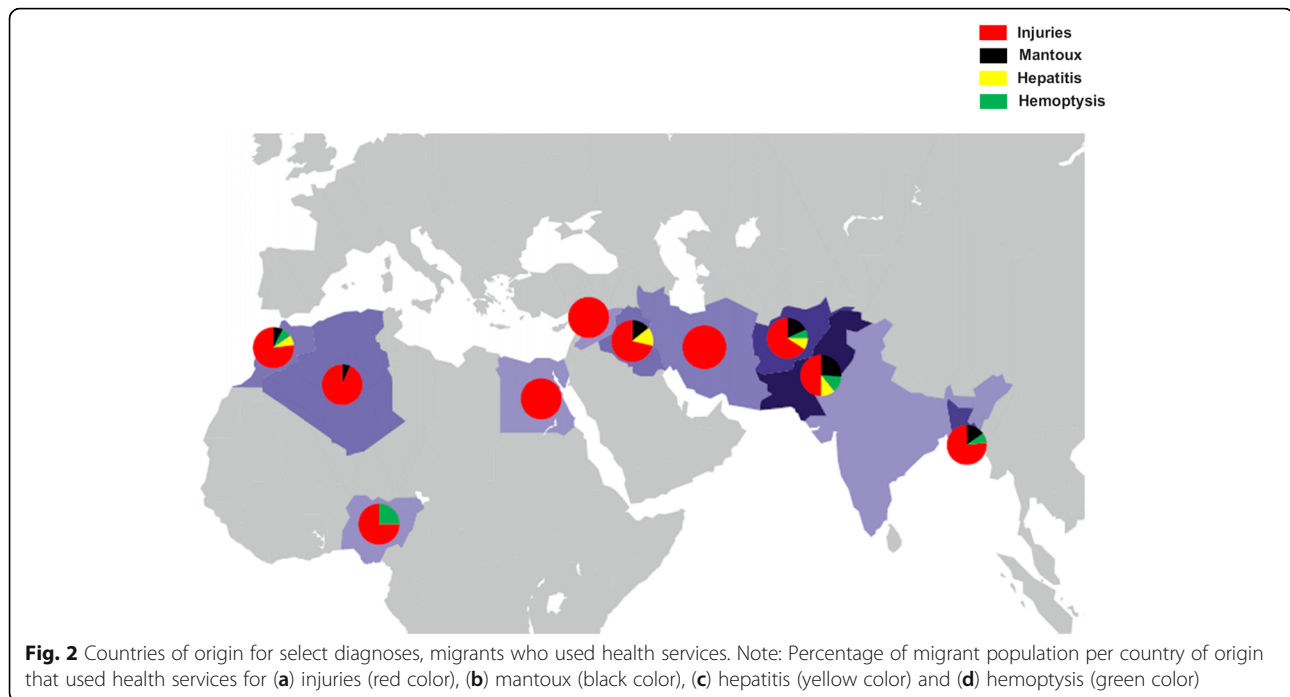 Injuries
Mantoux
Hepatitis
Hemoptysis
Fig. 2 Countries of origin for select diagnoses, migrants who used health services. Note: Percentage of migrant population per country of origin
that used health services for (a) injuries (red color), (b) mantoux (black color), (c) hepatitis (yellow color) and (d) hemoptysis (green color)